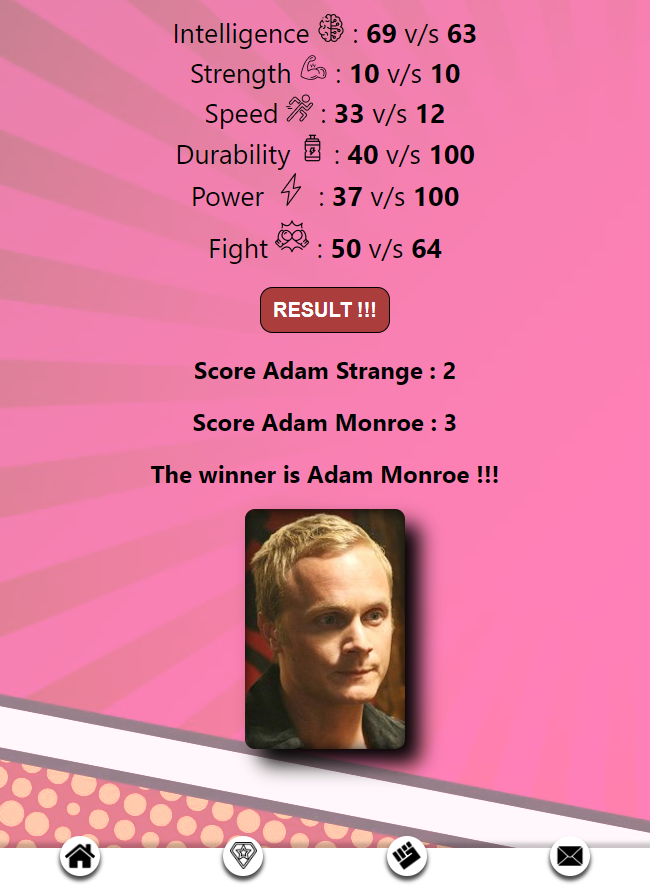 Intelligence : 69 v/s 63
Strength : 10 v/s 10
Speed : 33 v/s 12
Durability : 40 v/s 100
Power : 37 v/s 100
Fight : 50 v/s 64
RESULT !!!
Score Adam Strange : 2
Score Adam Monroe : 3
The winner is Adam Monroe !!!